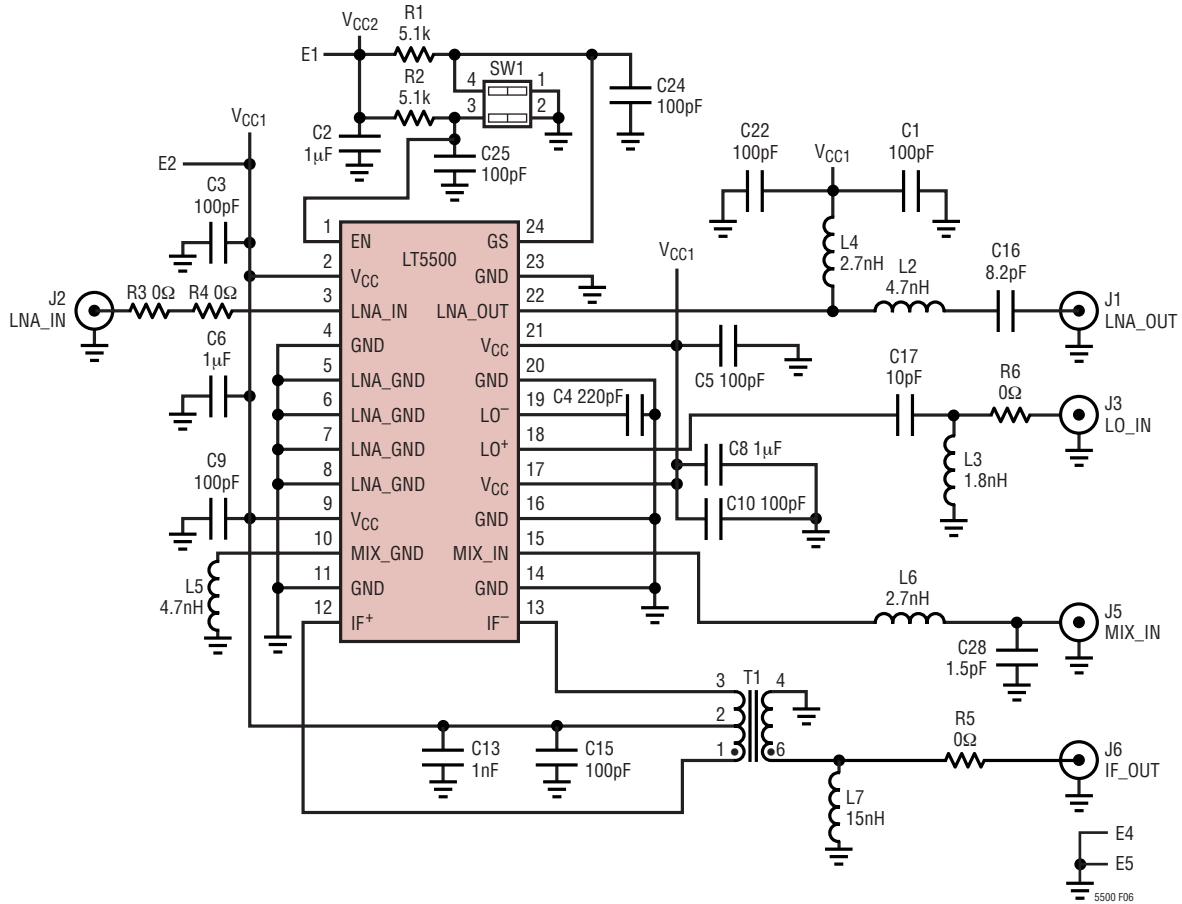 VCC2
E1
R1
5.1k
R2
5.1k
SW1
4
3
1
2
C24
100pF
C2
1µF
C25
100pF
VCC1
E2
C3
100pF
C22
100pF
VCC1
C1
100pF
L4
2.7nH
L2
4.7nH
C16
8.2pF
J1
LNA_OUT
J2
LNA_IN
R3 0Ω
R4 0Ω
C6
1µF
C9
100pF
L5
4.7nH
LT5500
1
EN
2
VCC
3
LNA_IN
4
GND
5
LNA_GND
6
LNA_GND
7
LNA_GND
8
LNA_GND
9
VCC
10
MIX_GND
11
GND
12
IF+
24
GS
23
GND
22
LNA_OUT
21
VCC
20
GND
19
LO−
18
LO+
17
VCC
16
GND
15
MIX_IN
14
GND
13
IF−
VCC1
C5 100pF
C4 220pF
C17
10pF
R6
0Ω
J3
LO_IN
L3
1.8nH
C8 1µF
C10 100pF
L6
2.7nH
J5
MIX_IN
C28
1.5pF
T1
3
2
1
4
6
C13
1nF
C15
100pF
R5
0Ω
J6
IF_OUT
L7
15nH
E4
E5
5500 F06